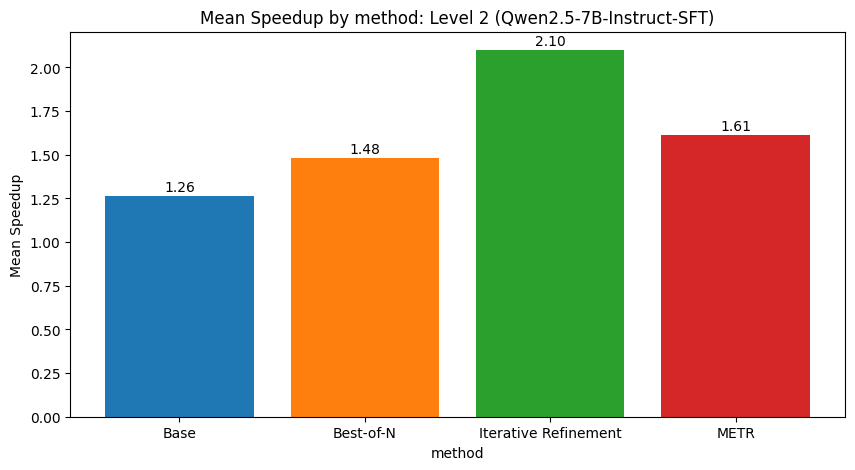 Mean Speedup by method: Level 2 (Qwen2.5-7B-Instruct-SFT)
Mean Speedup
2.00
1.75
1.50
1.25
1.00
0.75
0.50
0.25
0.00
1.26
1.48
2.10
1.61
Base
Best-of-N
Iterative Refinement
METR
method